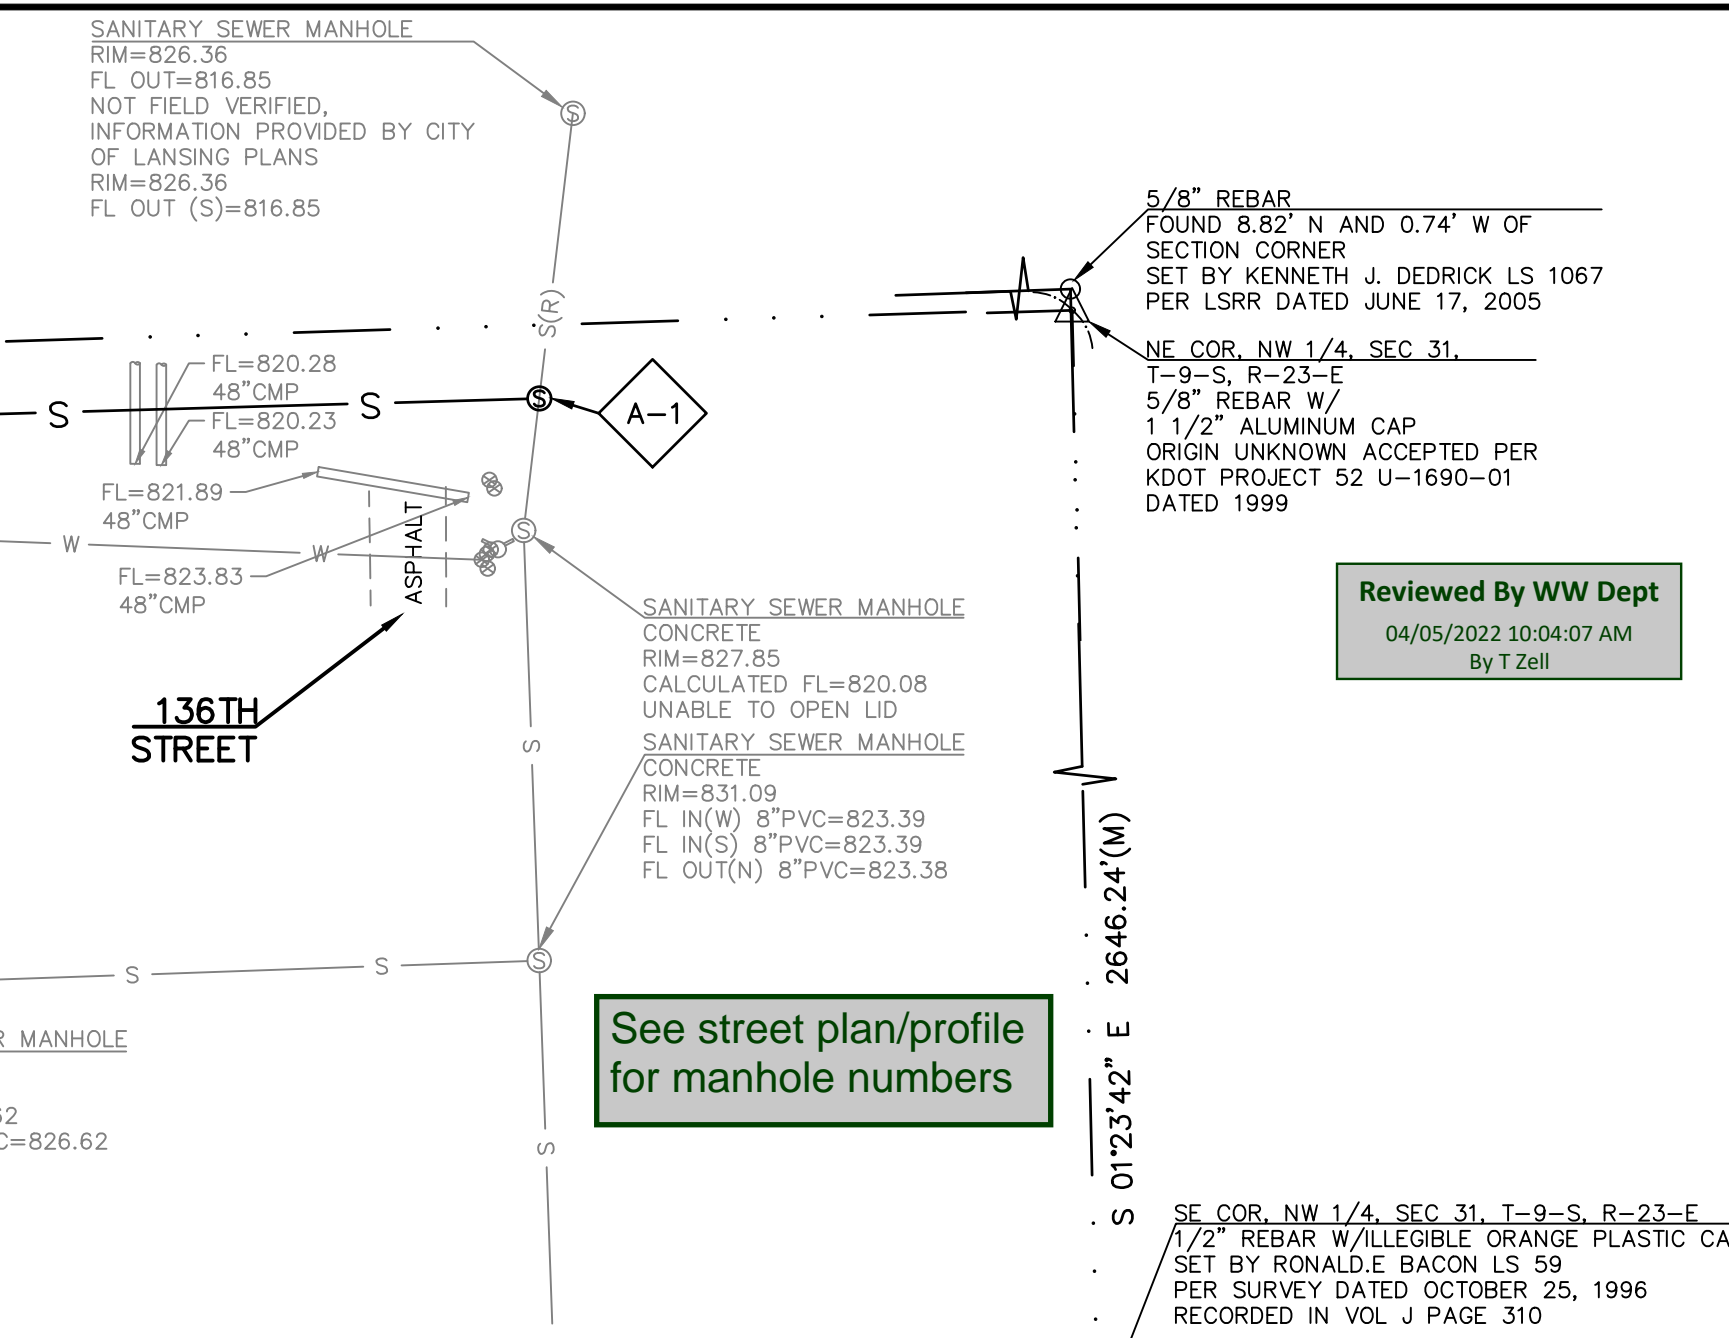 SANITARY SEWER MANHOLE
RIM=826.36
FL OUT=816.85
NOT FIELD VERIFIED,
INFORMATION PROVIDED BY CITY
OF LANSING PLANS
RIM=826.36
FL OUT (S)=816.85
S
S(R)
5/8" REBAR
FOUND 8.82' N AND 0.74' W OF
SECTION CORNER
SET BY KENNETH J. DEDRICK LS 1067
PER LSRR DATED JUNE 17, 2005
NE COR, NW 1/4, SEC 31,
T-9-S, R-23-E
5/8" REBAR W/
1 1/2" ALUMINUM CAP
ORIGIN UNKNOWN ACCEPTED PER
KDOT PROJECT 52 U-1690-01
DATED 1999
FL=820.28
48"CMP
S
S
S
A-1
FL=820.23
48"CMP
FL=821.89
48"CMP
W
W
S
ASPHALT
FL=823.83
48"CMP
136TH
STREET
SANITARY SEWER MANHOLE
CONCRETE
RIM=827.85
CALCULATED FL=820.08
UNABLE TO OPEN LID
S
SANITARY SEWER MANHOLE
CONCRETE
RIM=831.09
FL IN(W) 8"PVC=823.39
FL IN(S) 8"PVC=823.39
FL OUT(N) 8"PVC=823.38
Reviewed By WW Dept
04/05/2022 10:04:07 AM
By T Zell
S
S
S
S 01°23'42" E 2646.24'(M)
R MANHOLE
62
C=826.62
See street plan/profile
for manhole numbers
S
SE COR, NW 1/4, SEC 31, T-9-S, R-23-E
1/2" REBAR W/ILLEGIBLE ORANGE PLASTIC CA
SET BY RONALD.E BACON LS 59
PER SURVEY DATED OCTOBER 25, 1996
RECORDED IN VOL J PAGE 310